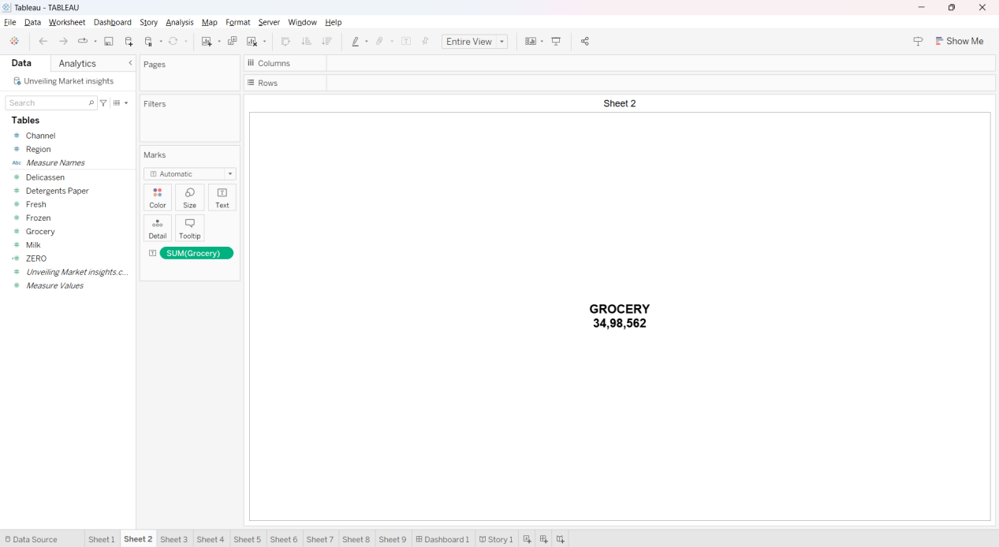 Tableau - TABLEAU
File Data Worksheet Dashboard Story Analysis Map Format Server Window Help
Entire View
Show Me
Data Analytics
Unveiling Market insights
Search
Tables
Channel
Region
Abc Measure Names
Delicassen
Detergents Paper
Fresh
Frozen
Grocery
Milk
ZERO
Unveiling Market insights.c...
Measure Values
Pages
Filters
Marks
Automatic
Color Size Text
Detail Tooltip
SUM(Grocery)
Columns
Rows
Sheet 2
GROCERY
34,98,562
Data Source Sheet 1 Sheet 2 Sheet 3 Sheet 4 Sheet 5 Sheet 6 Sheet 7 Sheet 8 Sheet 9 Dashboard 1 Story 1